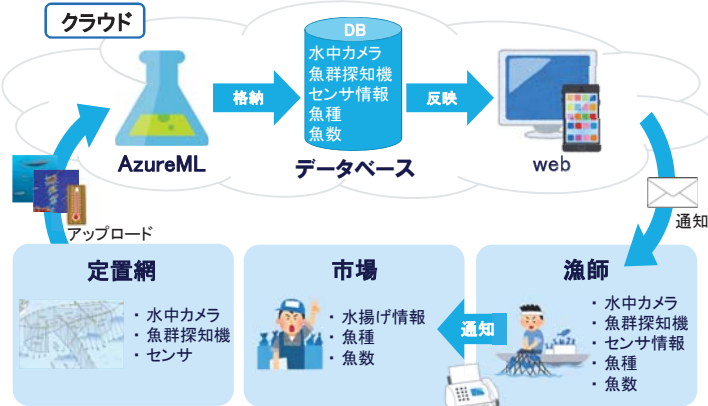 クラウド
DB
水中カメラ
魚群探知機
センサ情報
魚種
魚数
格納
反映
AzureML
データベース
web
アップロード
通知
定置網
・ 水中カメラ
・ 魚群探知機
・ センサ
市場
・ 水揚げ情報
・ 魚種
・ 魚数
通知
漁師
・ 水中カメラ
・ 魚群探知機
・ センサ情報
・ 魚種
・ 魚数